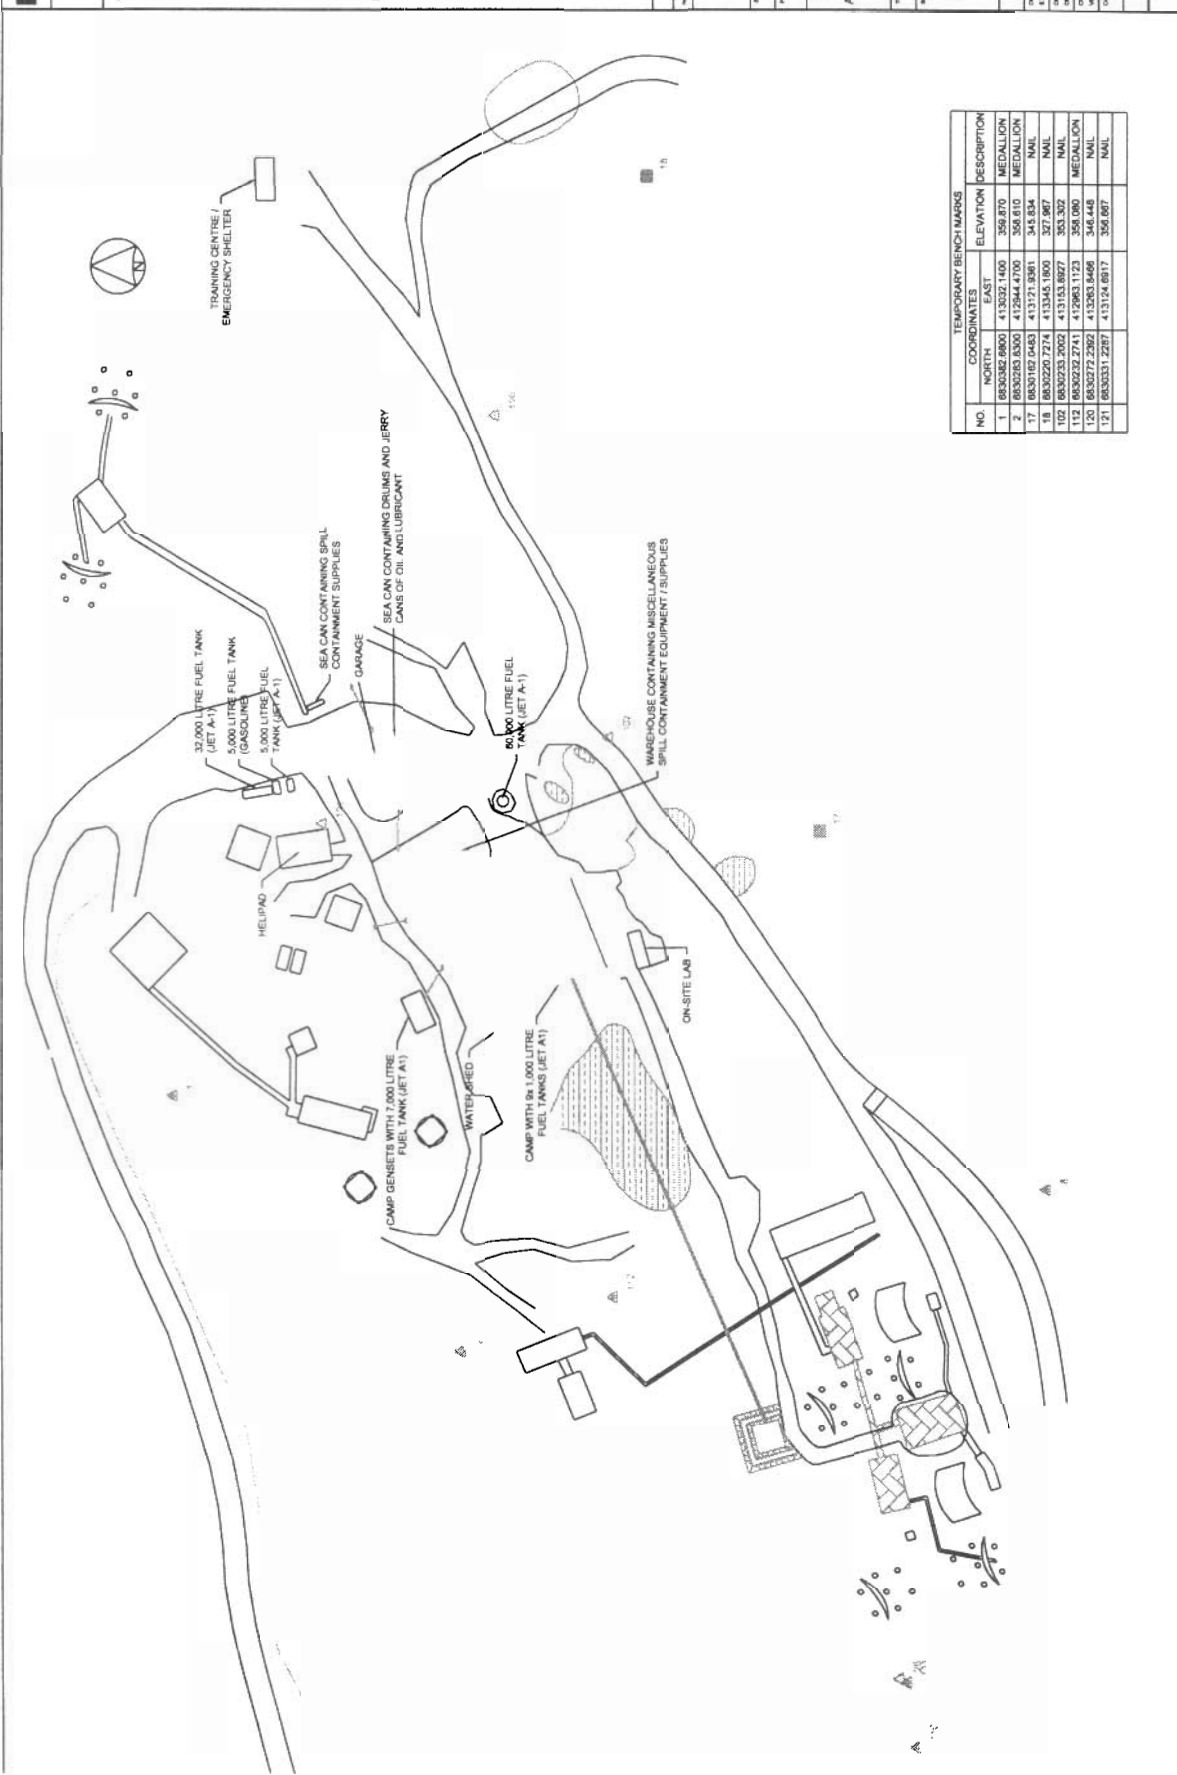 TRAINING CENTRE /
EMERGENCY SHELTER
N
32,000 LITRE FUEL TANK
(JET A-1)
5,000 LITRE FUEL TANK
(GASOLINE)
5,000 LITRE FUEL
TANK (JET A-1)
SEA CAN CONTAINING SPILL
CONTAINMENT SUPPLIES
GARAGE
SEA CAN CONTAINING DRUMS AND JERRY
CANS OF OIL AND LUBRICANT
60,000 LITRE FUEL
TANK (JET A-1)
WAREHOUSE CONTAINING MISCELLANEOUS
SPILL CONTAINMENT EQUIPMENT / SUPPLIES
HELIPAD
ON-SITE LAB
CAMP GENSETS WITH 7,000 LITRE
FUEL TANK (JET A1)
WATER SHED
CAMP WITH 9x 1,000 LITRE
FUEL TANKS (JET A1)
TEMPORARY BENCH MARKS
NO. COORDINATES ELEVATION DESCRIPTION
NORTH EAST
1 6830382.6800 413032.1400 359.870 MEDALLION
2 6830283.8300 412944.4700 358.610 MEDALLION
17 6830162.0483 413121.9361 345.834 NAIL
18 6830220.7274 413345.1800 327.967 NAIL
102 6830233.2002 413153.8927 353.302 NAIL
112 6830232.2741 412963.1123 358.080 MEDALLION
120 6830272.2392 413263.8466 346.448 NAIL
121 6830331.2287 413124.6917 356.667 NAIL